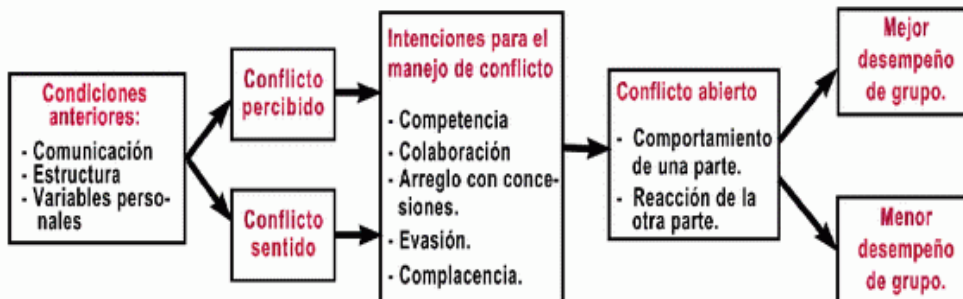 Condiciones
anteriores:
- Comunicación
- Estructura
- Variables perso-
nales
Conflicto
percibido
Conflicto
sentido
Intenciones para el
manejo de conflicto
- Competencia
- Colaboración
- Arreglo con conce-
siones.
- Evasión.
- Complacencia.
Conflicto abierto
- Comportamiento
de una parte.
- Reacción de la
otra parte.
Mejor
desempeño
de grupo.
Menor
desempeño
de grupo.